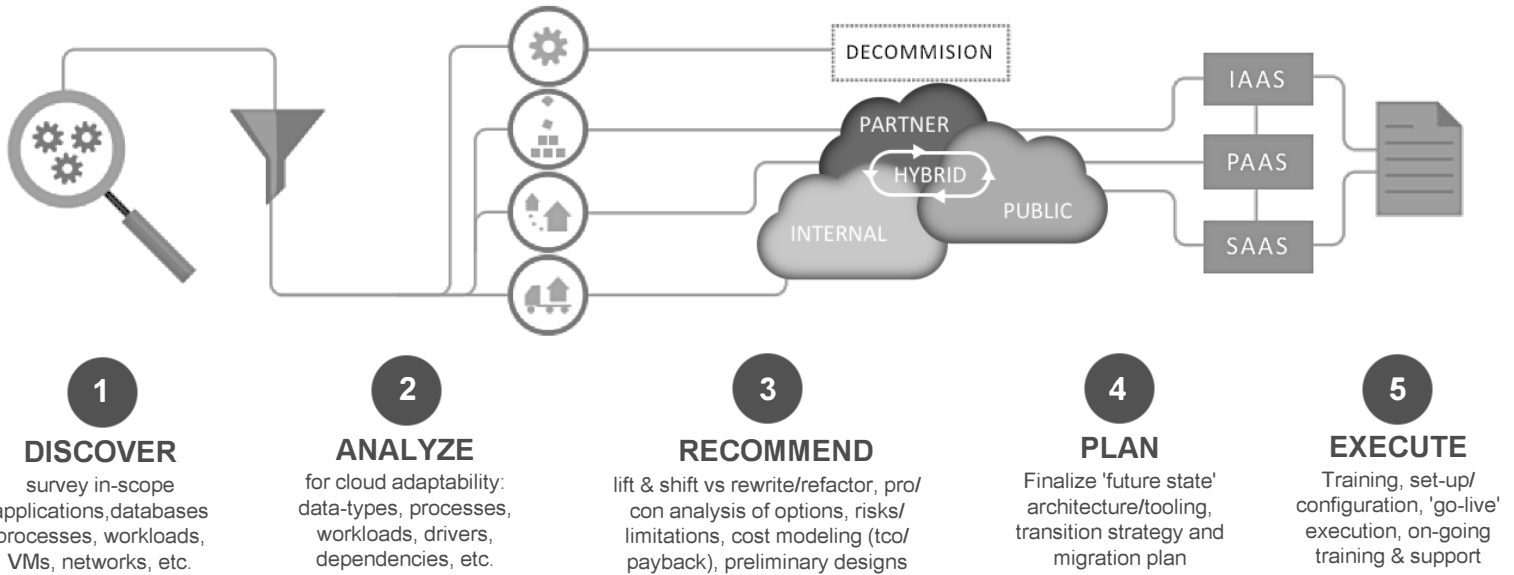 DECOMMISION
PARTNER
HYBRID
PUBLIC
INTERNAL
IAAS
PAAS
SAAS
1
DISCOVER
survey in-scope
applications,databases
processes, workloads,
VMs, networks, etc.
2
ANALYZE
for cloud adaptability:
data-types, processes,
workloads, drivers,
dependencies, etc.
3
RECOMMEND
lift & shift vs rewrite/refactor, pro/
con analysis of options, risks/
limitations, cost modeling (tco/
payback), preliminary designs
4
PLAN
Finalize 'future state'
architecture/tooling,
transition strategy and
migration plan
5
EXECUTE
Training, set-up/
configuration, 'go-live'
execution, on-going
training & support